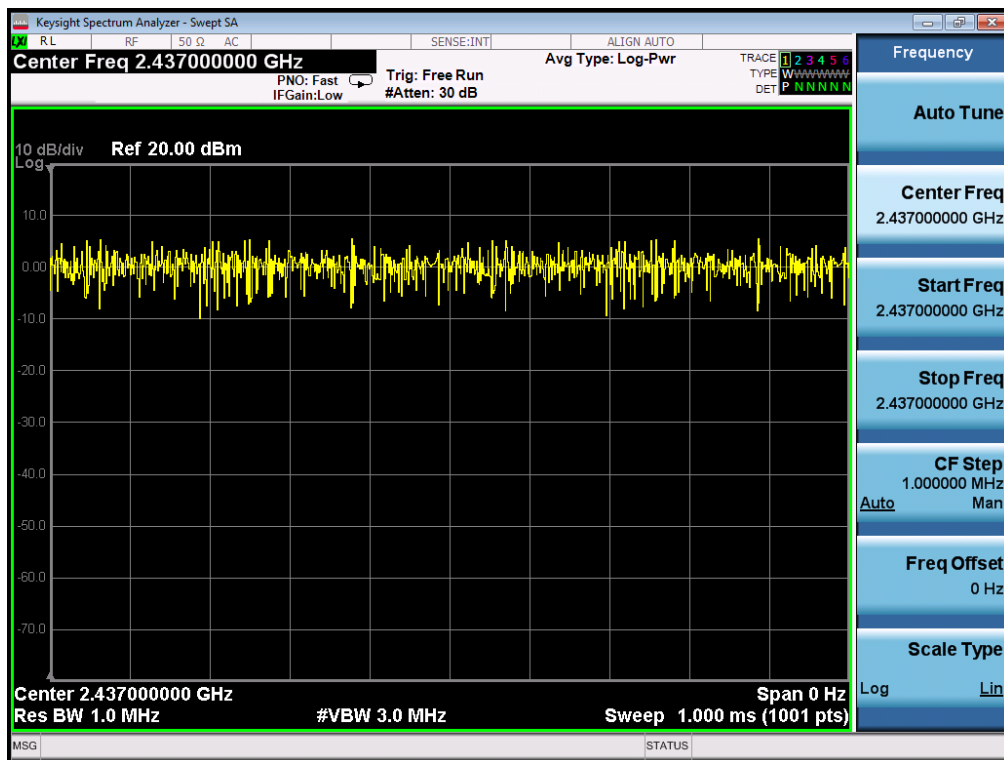 Keysight Spectrum Analyzer - Swept SA
LXI RL RF 50 Ω AC SENSE:INT ALIGN AUTO
Center Freq 2.437000000 GHz
PNO: Fast
IFGain:Low
Trig: Free Run
#Atten: 30 dB
Avg Type: Log-Pwr
TRACE 1 2 3 4 5 6
TYPE WWWWWW
DET P N N N N N
10 dB/div Ref 20.00 dBm
Log
10.0
0.00
-10.0
-20.0
-30.0
-40.0
-50.0
-60.0
-70.0
Center 2.437000000 GHz Span 0 Hz
Res BW 1.0 MHz #VBW 3.0 MHz Sweep 1.000 ms (1001 pts)
MSG STATUS
Frequency
Auto Tune
Center Freq
2.437000000 GHz
Start Freq
2.437000000 GHz
Stop Freq
2.437000000 GHz
CF Step
1.000000 MHz
Auto Man
Freq Offset
0 Hz
Scale Type
Log Lin